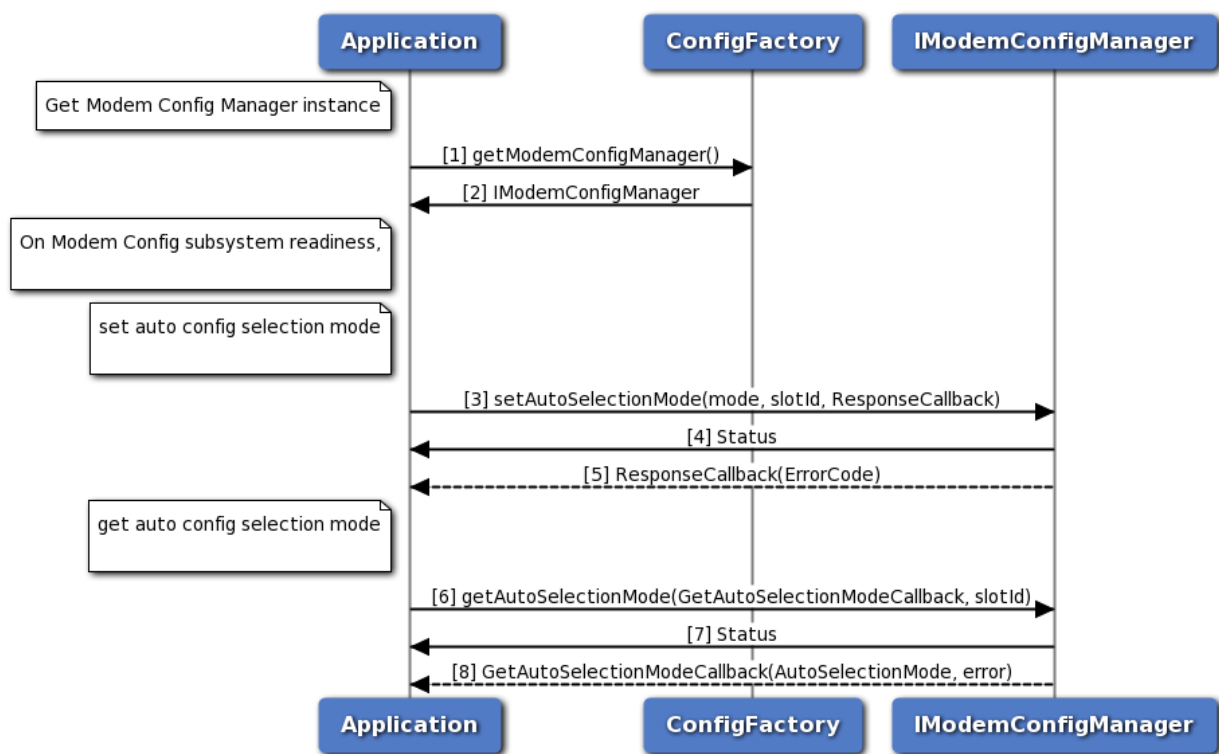 Application
ConfigFactory
IModemConfigManager
Get Modem Config Manager instance
[1] getModemConfigManager()
[2] IModemConfigManager
On Modem Config subsystem readiness,
set auto config selection mode
[3] setAutoSelectionMode(mode, slotId, ResponseCallback)
[4] Status
[5] ResponseCallback(ErrorCode)
get auto config selection mode
[6] getAutoSelectionMode(GetAutoSelectionModeCallback, slotId)
[7] Status
[8] GetAutoSelectionModeCallback(AutoSelectionMode, error)
Application
ConfigFactory
IModemConfigManager